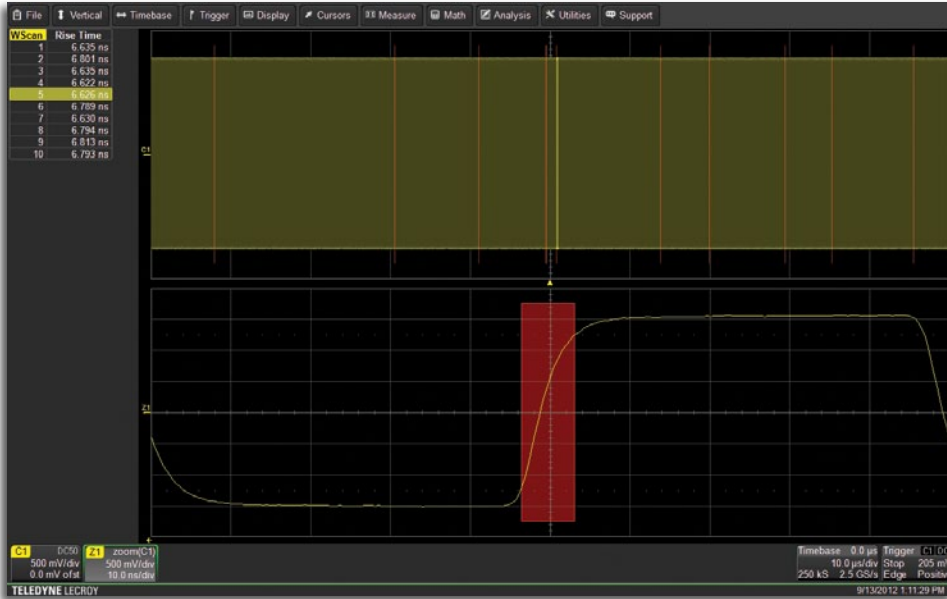 File Vertical Timebase Trigger Display Cursors Measure Math Analysis Utilities Support
WScan Rise Time
1 6.635 ns
2 6.801 ns
3 6.635 ns
4 6.622 ns
5 6.626 ns
6 6.789 ns
7 6.630 ns
8 6.794 ns
9 6.813 ns
10 6.793 ns
C1
Z1
C1 DC50 Z1 zoom(C1)
500 mV/div 500 mV/div
0.0 mV ofst 10.0 ns/div
Timebase 0.0 µs Trigger C1 DC
10.0 µs/div Stop 205 m
250 kS 2.5 GS/s Edge Positiv
TELEDYNE LECROY 9/13/2012 1:11:29 PM